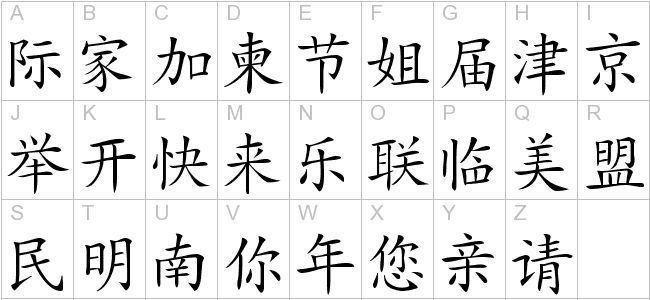 A B C D E F G H I
际 家 加 柬 节 姐 届 津 京
J K L M N O P Q R
举 开 快 来 乐 联 临 美 盟
S T U V W X Y Z
民 明 南 你 年 您 亲 请